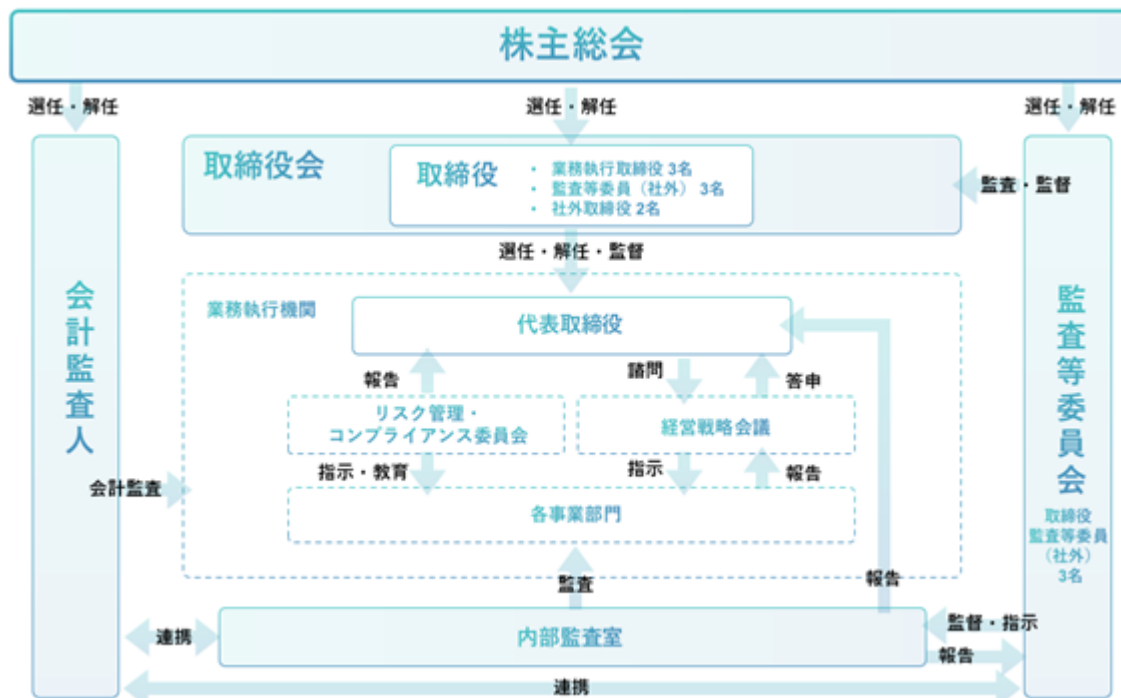 株主総会
選任・解任
選任・解任
選任・解任
取締役会
取締役
・ 業務執行取締役 3名
・ 監査等委員（社外） 3名
・ 社外取締役 2名
監査・監督
選任・解任・監督
会計監査人
業務執行機関
代表取締役
監査等委員会
取締役
監査等委員
（社外）
3名
報告
諮問
答申
リスク管理・
コンプライアンス委員会
経営戦略会議
指示・教育
指示
報告
会計監査
各事業部門
監査
報告
内部監査室
連携
監督・指示
報告
連携